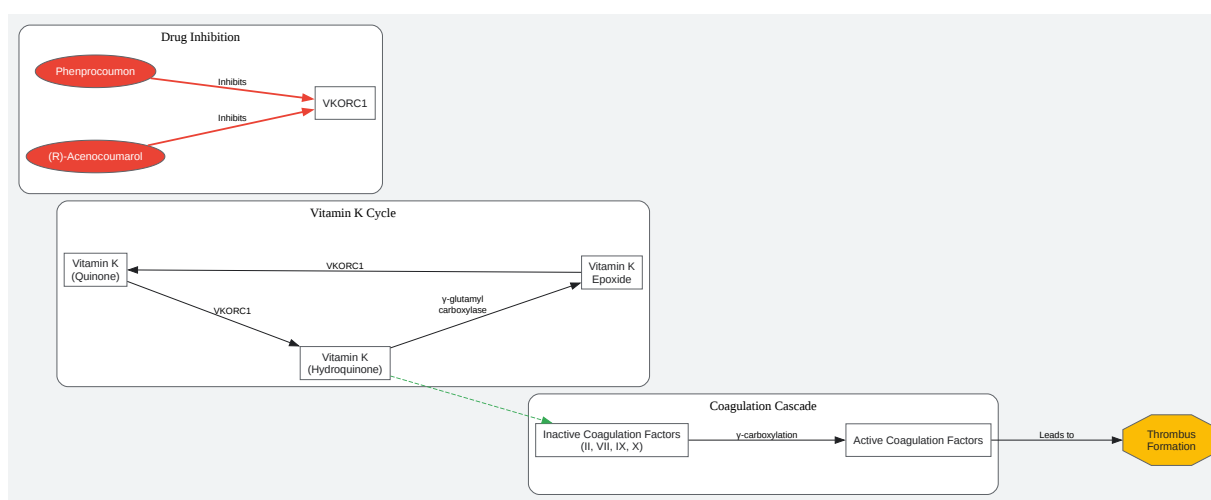 Drug Inhibition
Phenprocoumon
Inhibits
VKORC1
Inhibits
(R)-Acenocoumarol
Vitamin K Cycle
Vitamin K
(Quinone)
VKORC1
Vitamin K
Epoxide
VKORC1
γ-glutamyl
carboxylase
Vitamin K
(Hydroquinone)
Coagulation Cascade
Inactive Coagulation Factors
(II, VII, IX, X)
γ-carboxylation
Active Coagulation Factors
Leads to
Thrombus
Formation